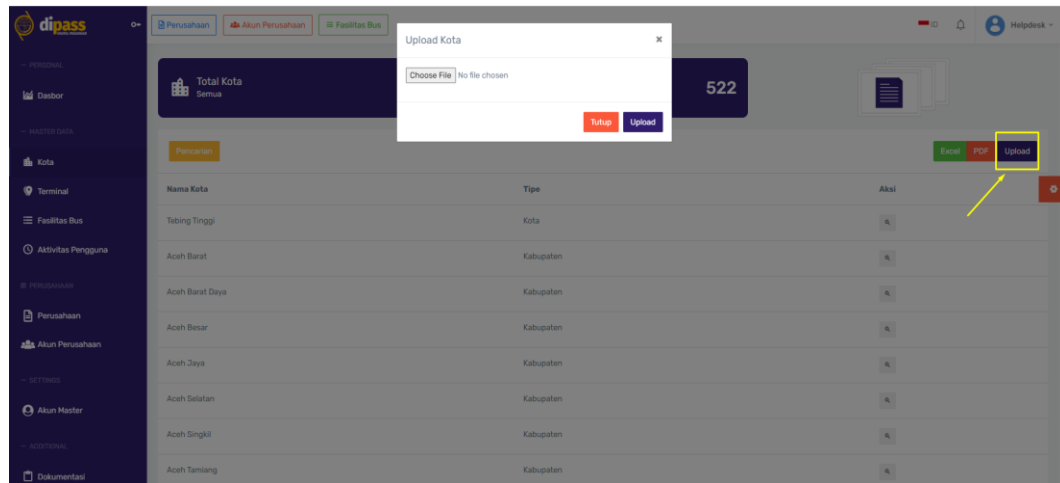 dipass
Perusahaan
Akun Perusahaan
Fasilitas Bus
ID
Helpdesk
Upload Kota
×
Choose File No file chosen
Tutup Upload
Total Kota
Semua
522
Pencarian
Excel PDF Upload
- PERSONAL
Dasbor
- MASTER DATA
Kota
Terminal
Fasilitas Bus
Aktivitas Pengguna
PERUSAHAAN
Perusahaan
Akun Perusahaan
- SETTINGS
Akun Master
- ADDITIONAL
Dokumentasi
Nama Kota Tipe Aksi
Tebing Tinggi Kota
Aceh Barat Kabupaten
Aceh Barat Daya Kabupaten
Aceh Besar Kabupaten
Aceh Jaya Kabupaten
Aceh Selatan Kabupaten
Aceh Singkil Kabupaten
Aceh Tamiang Kabupaten